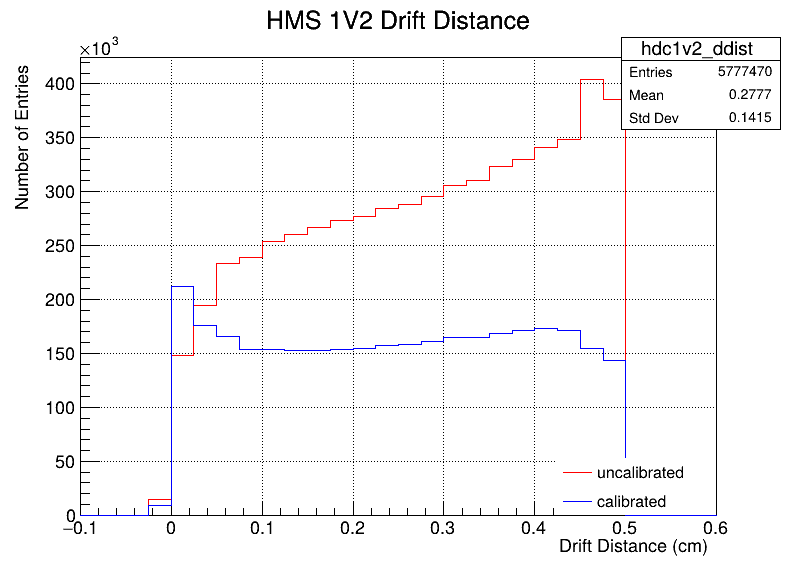 HMS 1V2 Drift Distance
×10³
hdc1v2_ddist
Entries 5777470
Mean 0.2777
Std Dev 0.1415
Number of Entries
400
350
300
250
200
150
100
50
0
uncalibrated
calibrated
−0.1 0 0.1 0.2 0.3 0.4 0.5 0.6
Drift Distance (cm)